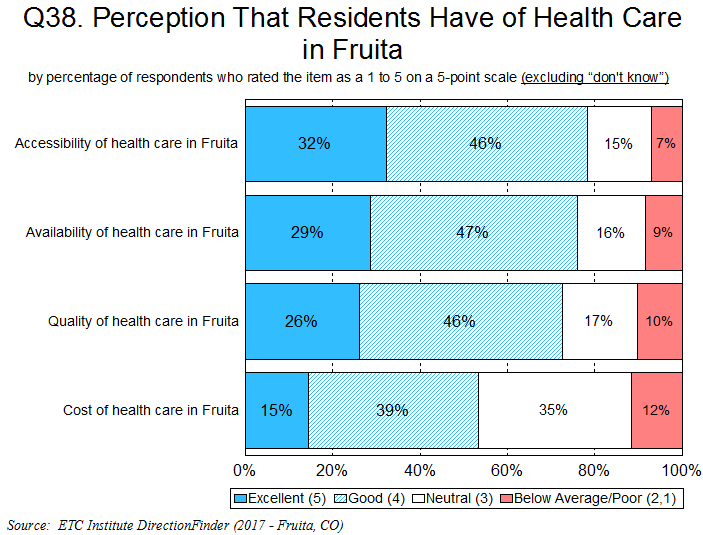 Q38. Perception That Residents Have of Health Care
in Fruita
by percentage of respondents who rated the item as a 1 to 5 on a 5-point scale (excluding “don't know”)
Accessibility of health care in Fruita 32% 46% 15% 7%
Availability of health care in Fruita 29% 47% 16% 9%
Quality of health care in Fruita 26% 46% 17% 10%
Cost of health care in Fruita 15% 39% 35% 12%
0% 20% 40% 60% 80% 100%
Excellent (5) Good (4) Neutral (3) Below Average/Poor (2,1)
Source: ETC Institute DirectionFinder (2017 - Fruita, CO)